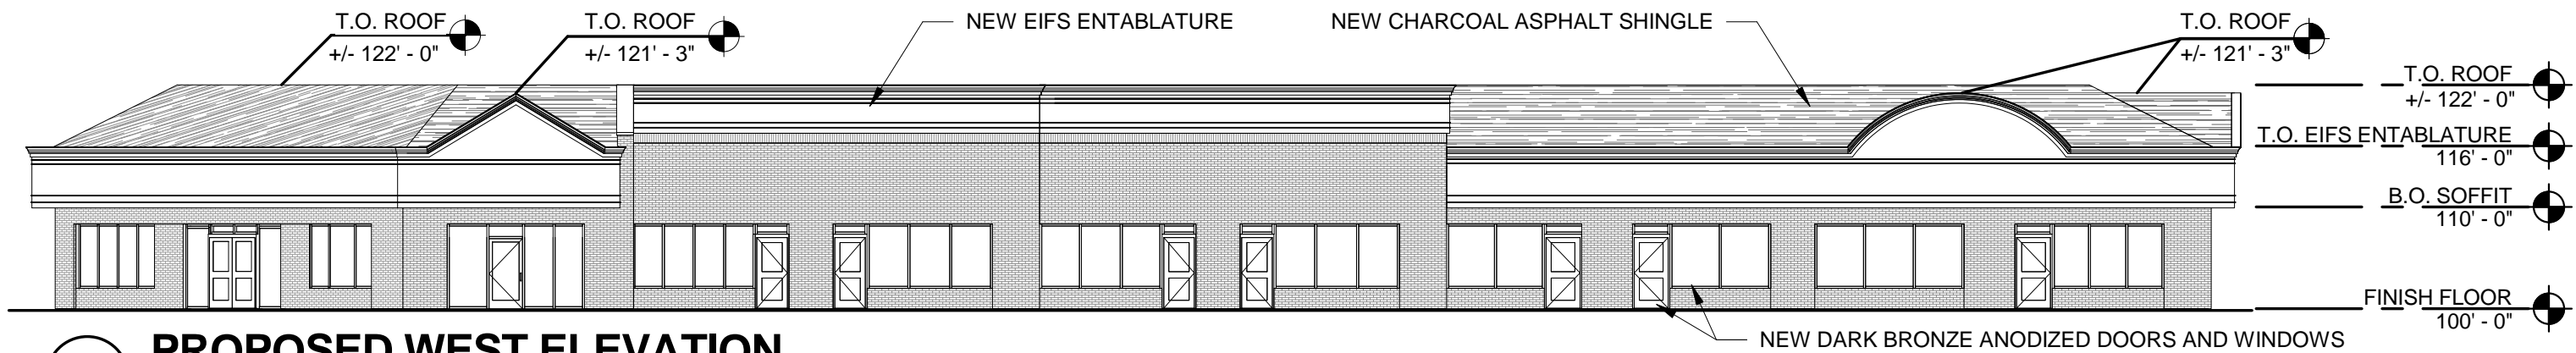 T.O. ROOF
+/- 122' - 0"
T.O. ROOF
+/- 121' - 3"
NEW EIFS ENTABLATURE
NEW CHARCOAL ASPHALT SHINGLE
T.O. ROOF
+/- 121' - 3"
T.O. ROOF
+/- 122' - 0"
T.O. EIFS ENTABLATURE
116' - 0"
B.O. SOFFIT
110' - 0"
FINISH FLOOR
100' - 0"
NEW DARK BRONZE ANODIZED DOORS AND WINDOWS
PROPOSED WEST ELEVATION